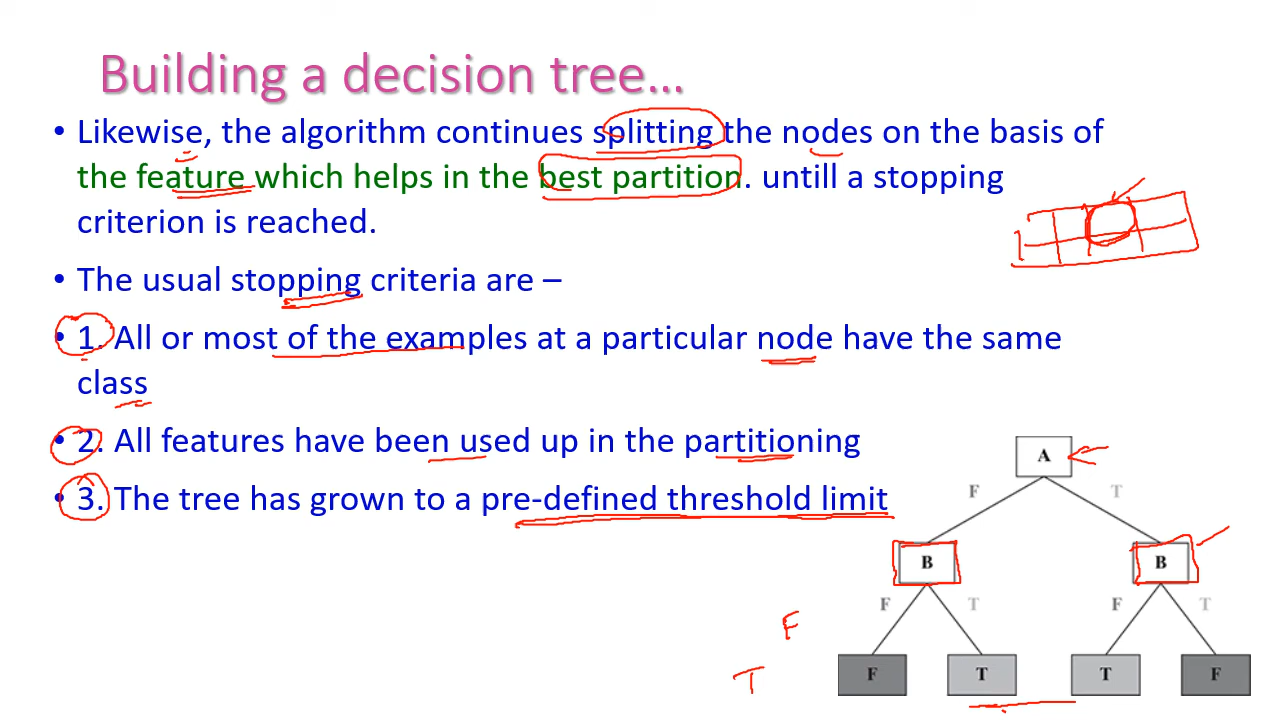 Building a decision tree...
• Likewise, the algorithm continues splitting the nodes on the basis of
the feature which helps in the best partition. untill a stopping
criterion is reached.
• The usual stopping criteria are –
• 1. All or most of the examples at a particular node have the same
class
• 2. All features have been used up in the partitioning
• 3. The tree has grown to a pre-defined threshold limit
A
F T
B B
F T F T
F
F T T F
T